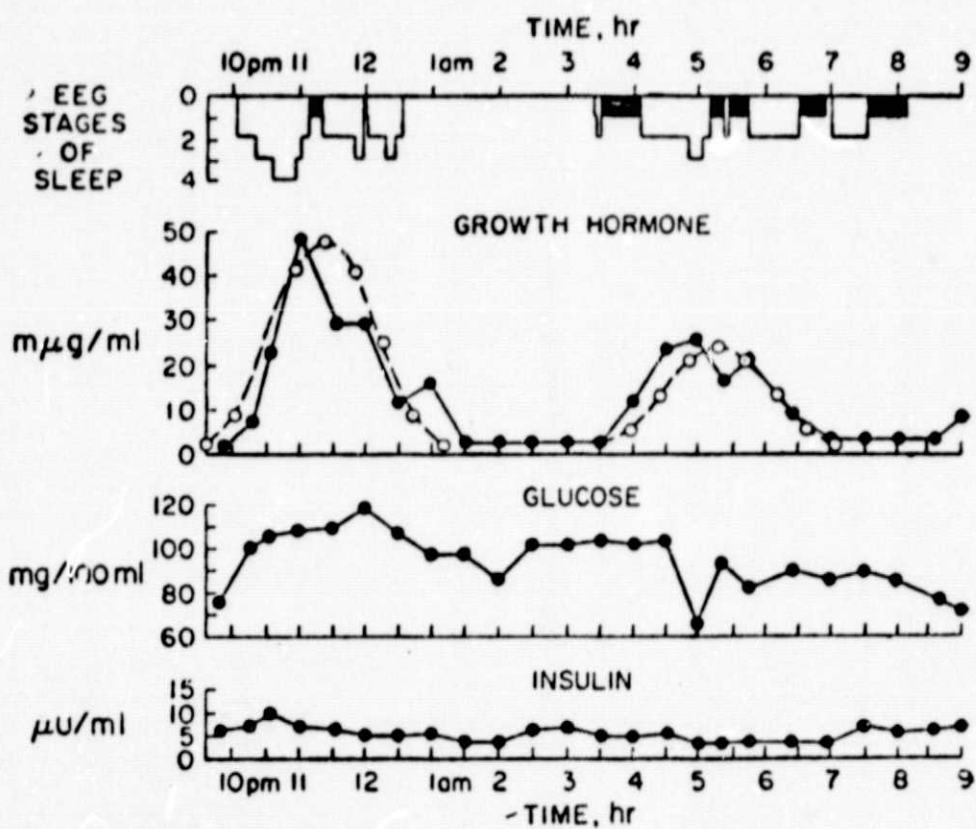 TIME, hr
10pm 11 12 1am 2 3 4 5 6 7 8 9
EEG
STAGES
OF
SLEEP
0
2
4
GROWTH HORMONE
50
40
30
20
10
0
mμg/ml
GLUCOSE
120
100
80
60
mg/100ml
INSULIN
15
10
5
0
μU/ml
10pm 11 12 1am 2 3 4 5 6 7 8 9
TIME, hr